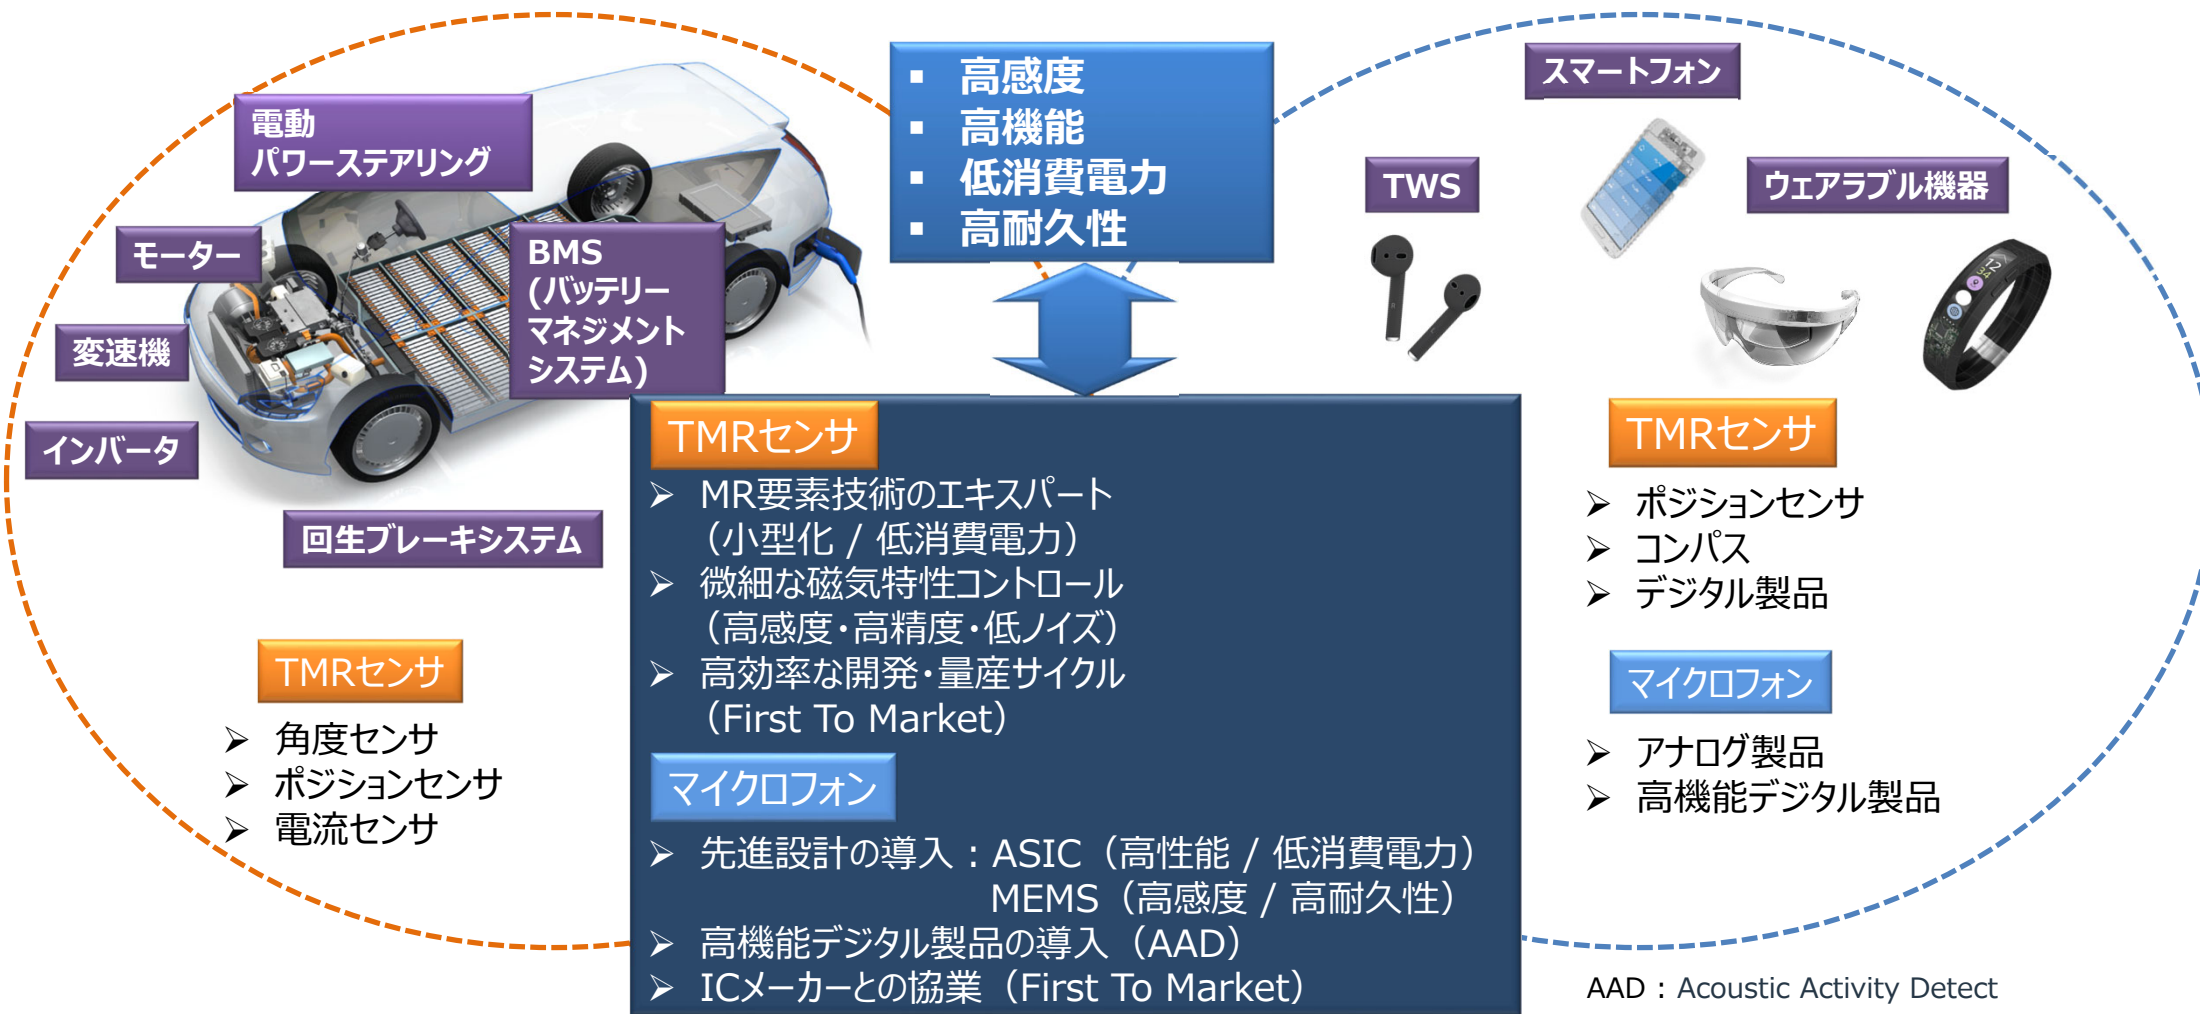 電動
パワーステアリング
モーター
変速機
インバータ
BMS
(バッテリー
マネジメント
システム)
回生ブレーキシステム
TMRセンサ
➢ 角度センサ
➢ ポジションセンサ
➢ 電流センサ
▪ 高感度
▪ 高機能
▪ 低消費電力
▪ 高耐久性
TMRセンサ
➢ MR要素技術のエキスパート
（小型化 / 低消費電力）
➢ 微細な磁気特性コントロール
（高感度・高精度・低ノイズ）
➢ 高効率な開発・量産サイクル
（First To Market）
マイクロフォン
➢ 先進設計の導入：ASIC（高性能 / 低消費電力）
MEMS（高感度 / 高耐久性）
➢ 高機能デジタル製品の導入（AAD）
➢ ICメーカーとの協業（First To Market）
スマートフォン
TWS
ウェアラブル機器
12
34
TMRセンサ
➢ ポジションセンサ
➢ コンパス
➢ デジタル製品
マイクロフォン
➢ アナログ製品
➢ 高機能デジタル製品
AAD：Acoustic Activity Detect